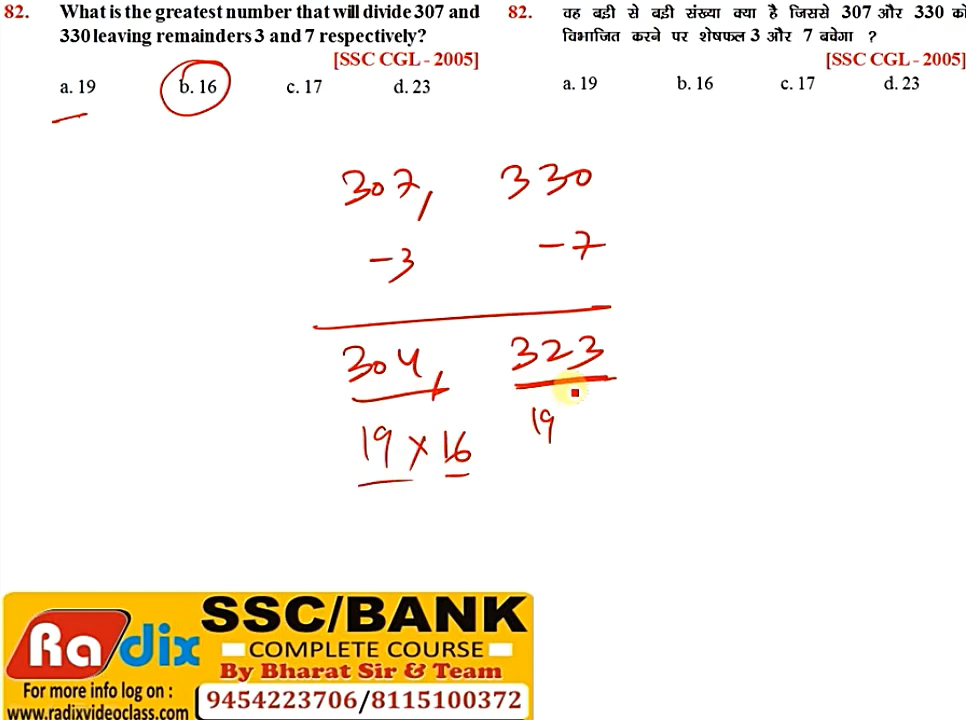 82. What is the greatest number that will divide 307 and
330 leaving remainders 3 and 7 respectively?
[SSC CGL - 2005]
a. 19 b. 16 c. 17 d. 23
82. वह बड़ी से बड़ी संख्या क्या है जिससे 307 और 330 को
विभाजित करने पर शेषफल 3 और 7 बचेगा ?
[SSC CGL - 2005]
a. 19 b. 16 c. 17 d. 23
307, 330
-3 -7
304, 323
19 × 16 19
Radix
For more info log on :
www.radixvideoclass.com
SSC/BANK
COMPLETE COURSE
By Bharat Sir & Team
9454223706/8115100372